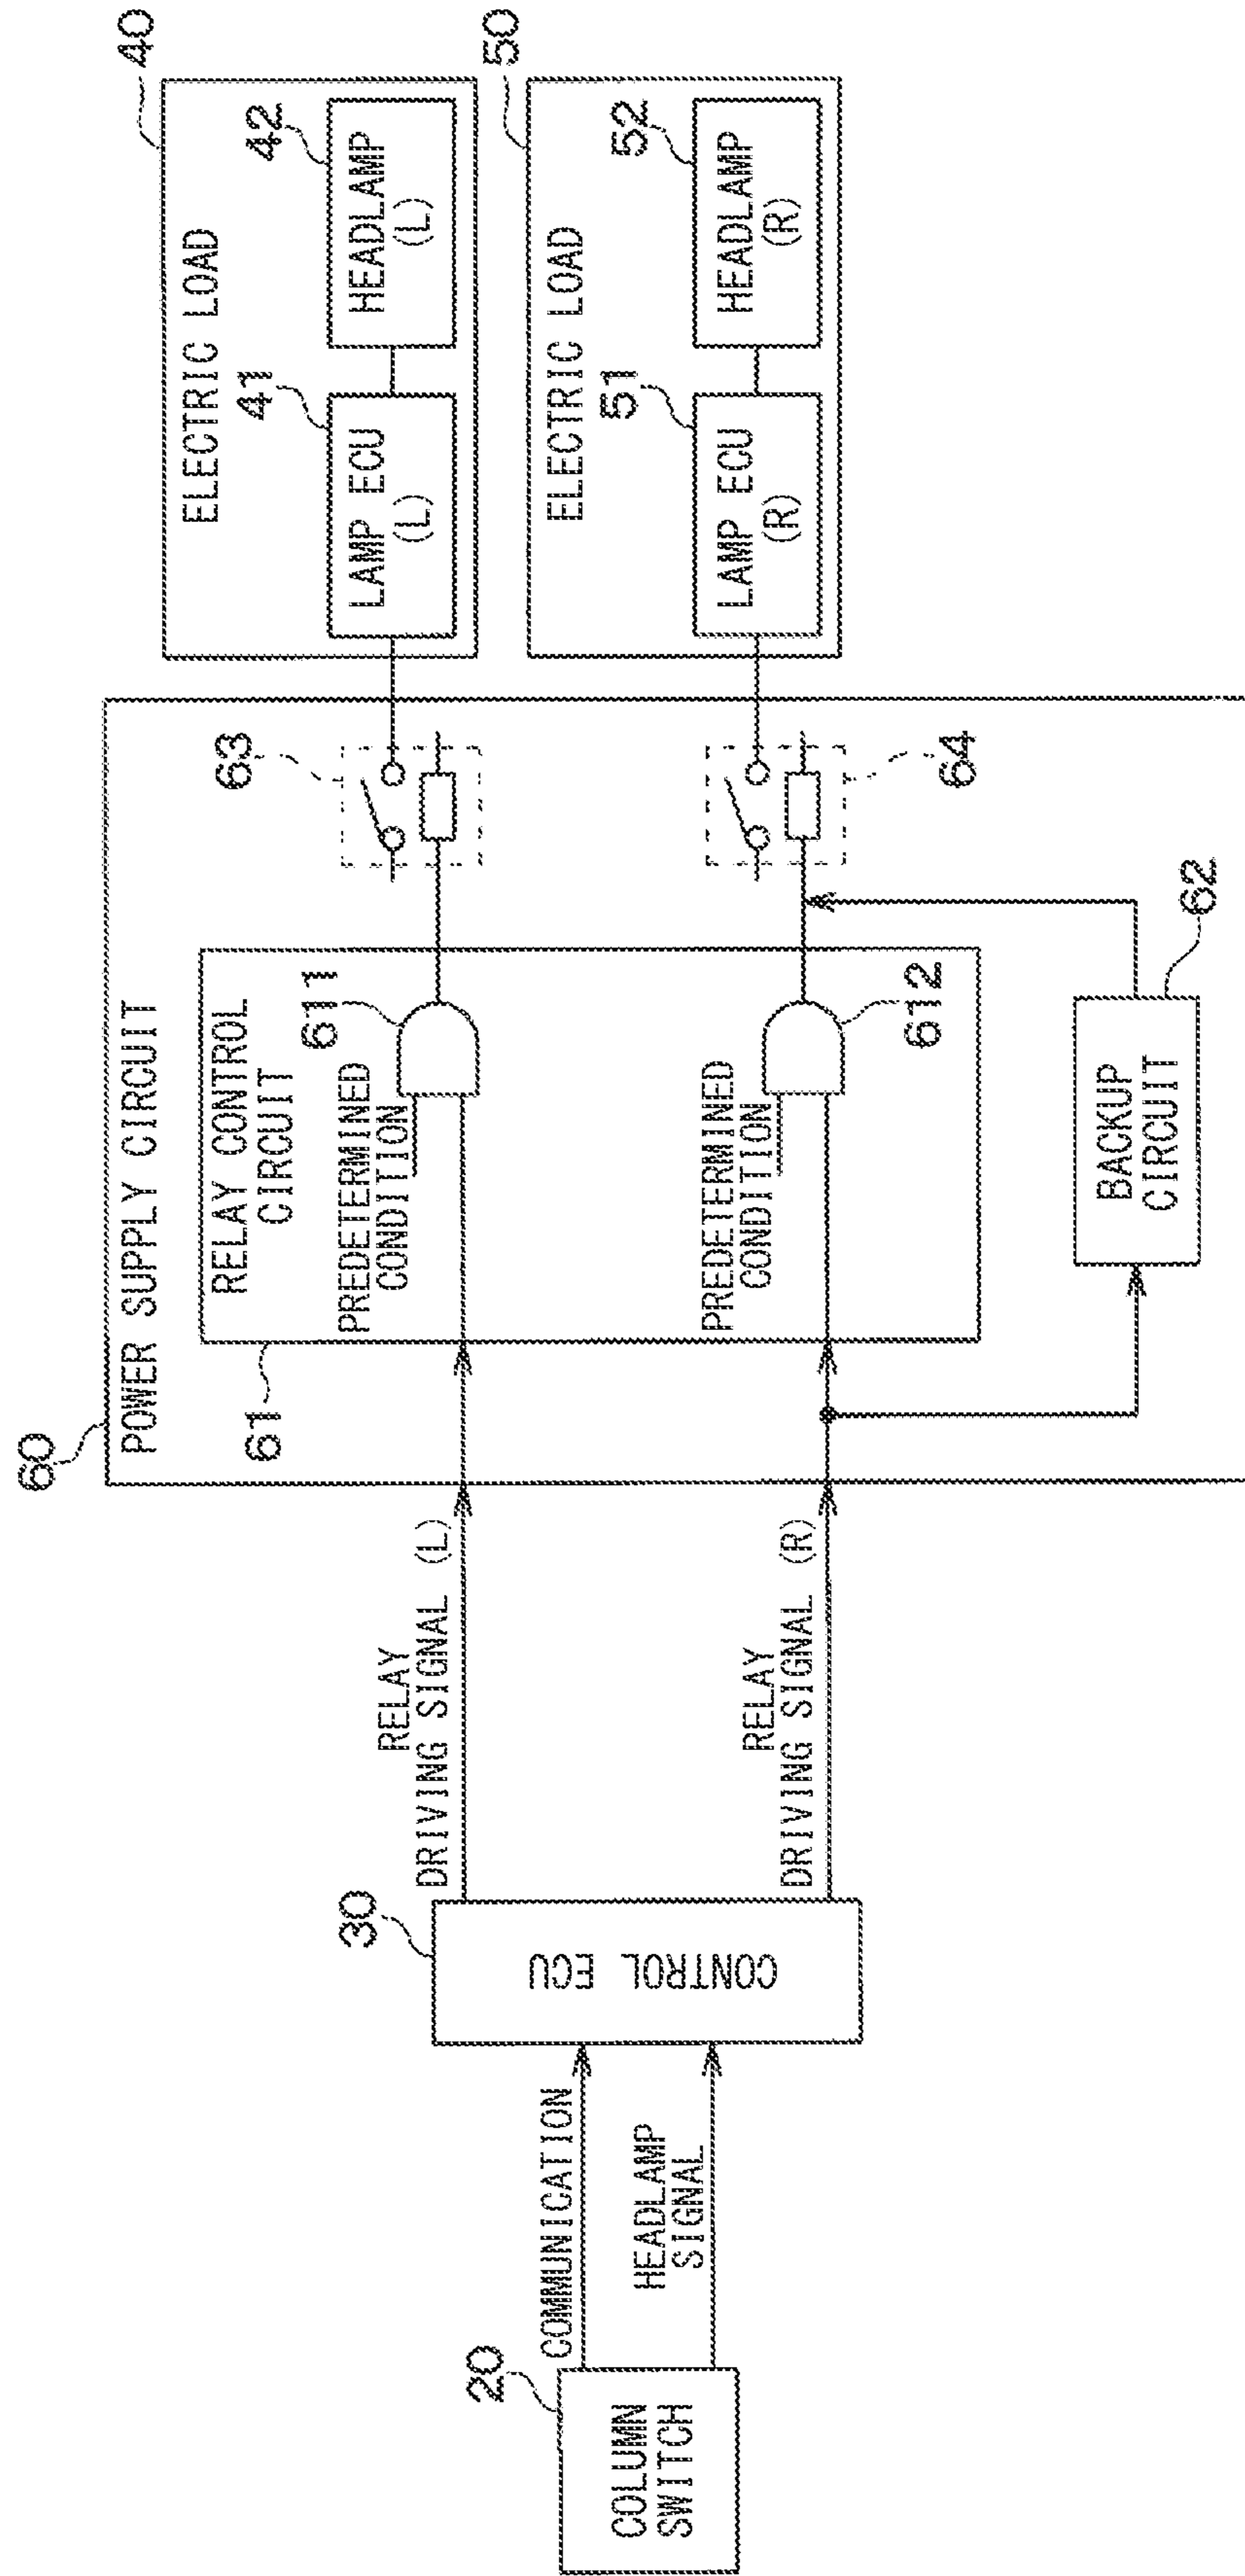 20
COLUMN
SWITCH
COMMUNICATION
HEADLAMP
SIGNAL
30
CONTROL ECU
RELAY
DRIVING SIGNAL (L)
RELAY
DRIVING SIGNAL (R)
60
POWER SUPPLY CIRCUIT
61
RELAY CONTROL
CIRCUIT
PREDETERMINED
CONDITION
611
PREDETERMINED
CONDITION
612
BACKUP
CIRCUIT
62
63
64
40
ELECTRIC LOAD
41
LAMP ECU
(L)
42
HEADLAMP
(L)
50
ELECTRIC LOAD
51
LAMP ECU
(R)
52
HEADLAMP
(R)